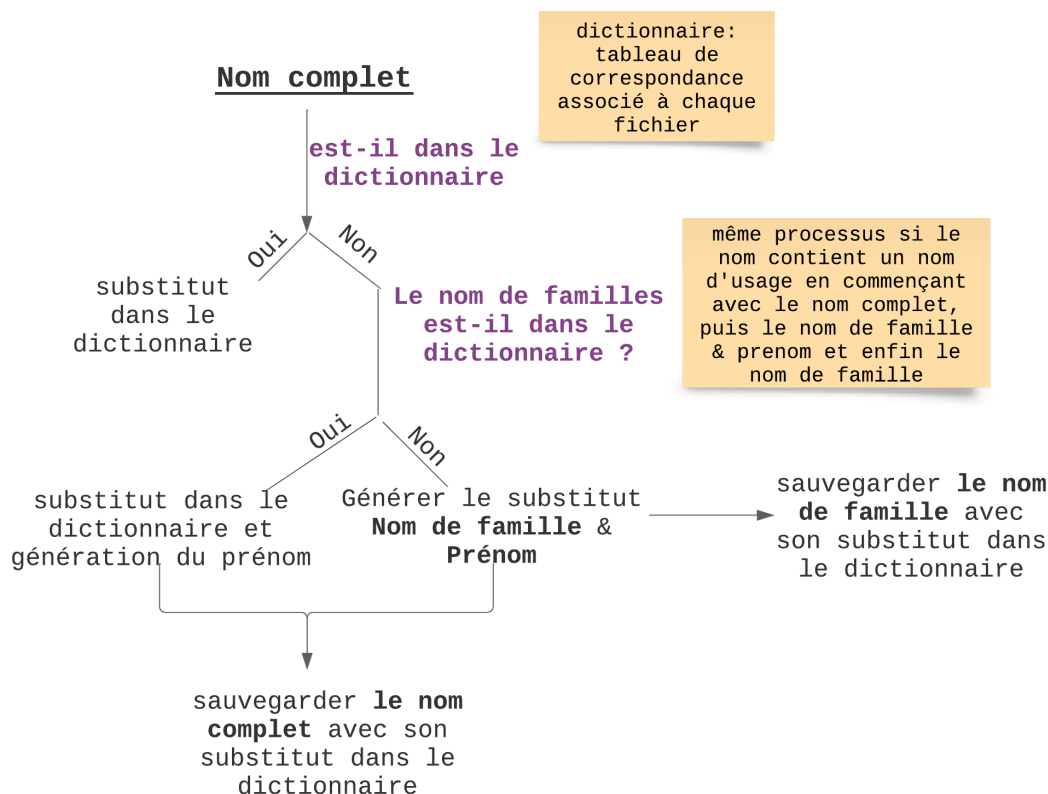 Nom complet
dictionnaire:
tableau de
correspondance
associé à chaque
fichier
est-il dans le
dictionnaire
Oui
Non
substitut
dans le
dictionnaire
Le nom de familles
est-il dans le
dictionnaire ?
même processus si le
nom contient un nom
d'usage en commençant
avec le nom complet,
puis le nom de famille
& prenom et enfin le
nom de famille
Oui
Non
substitut dans le
dictionnaire et
génération du prénom
Générer le substitut
Nom de famille &
Prénom
sauvegarder le nom
de famille avec
son substitut dans
le dictionnaire
sauvegarder le nom
complet avec son
substitut dans le
dictionnaire